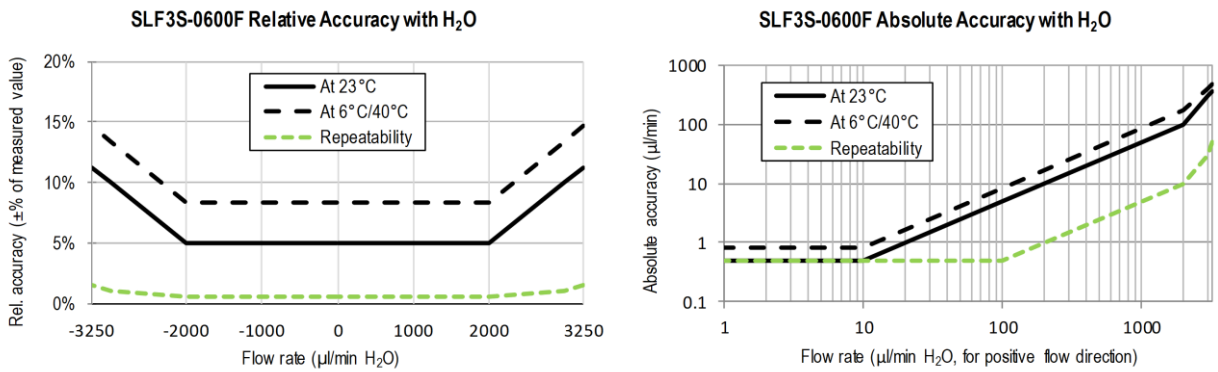 SLF3S-0600F Relative Accuracy with H₂O
20%
15%
10%
5%
0%
Rel. accuracy (±% of measured value)
At 23°C
At 6°C/40°C
Repeatability
-3250
-2000
-1000
0
1000
2000
3250
Flow rate (µl/min H₂O)
SLF3S-0600F Absolute Accuracy with H₂O
1000
100
10
1
0.1
Absolute accuracy (µl/min)
At 23°C
At 6°C/40°C
Repeatability
1
10
100
1000
Flow rate (µl/min H₂O, for positive flow direction)